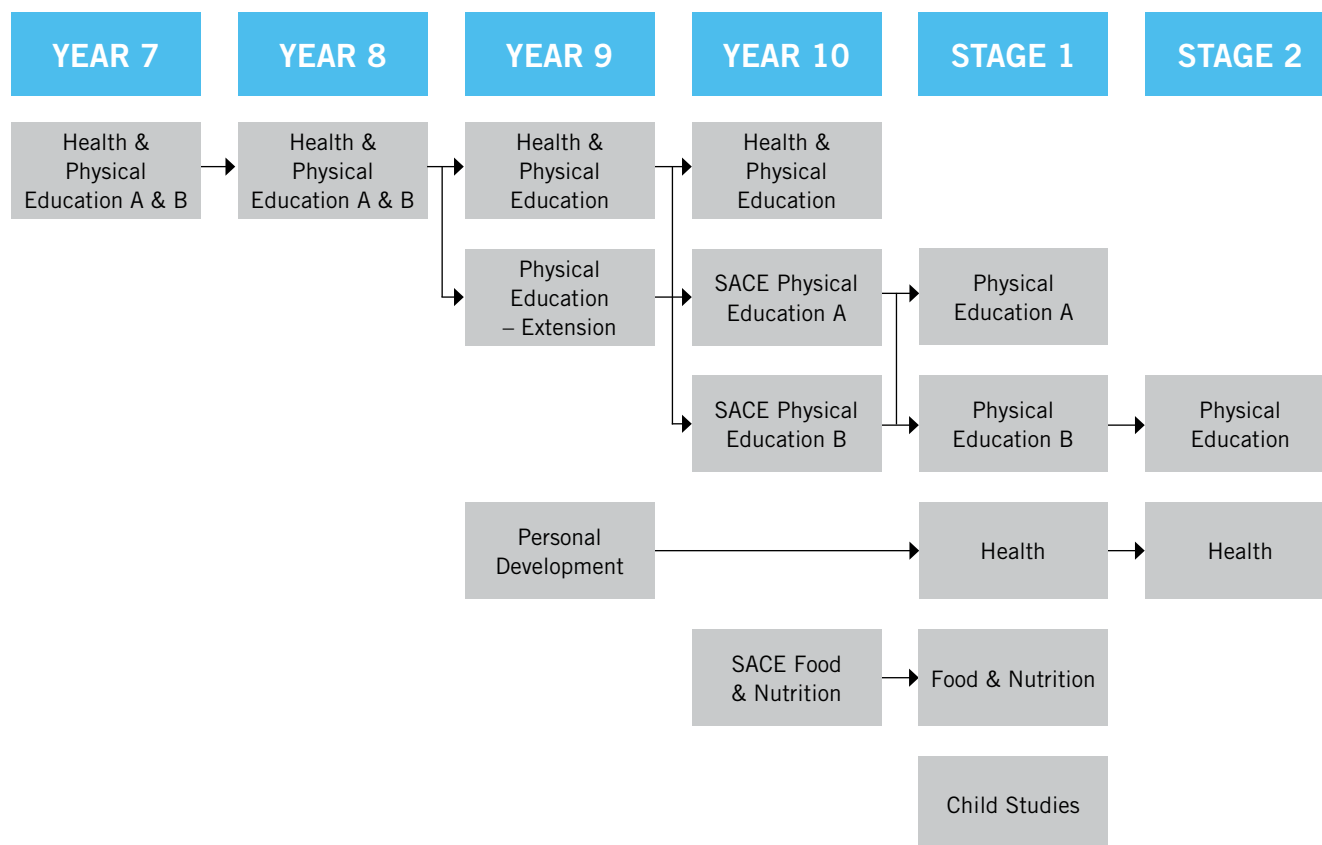 YEAR 7
YEAR 8
YEAR 9
YEAR 10
STAGE 1
STAGE 2
Health &
Physical
Education A & B
Health &
Physical
Education A & B
Health &
Physical
Education
Health &
Physical
Education
Physical
Education
– Extension
SACE Physical
Education A
Physical
Education A
SACE Physical
Education B
Physical
Education B
Physical
Education
Personal
Development
Health
Health
SACE Food
& Nutrition
Food & Nutrition
Child Studies